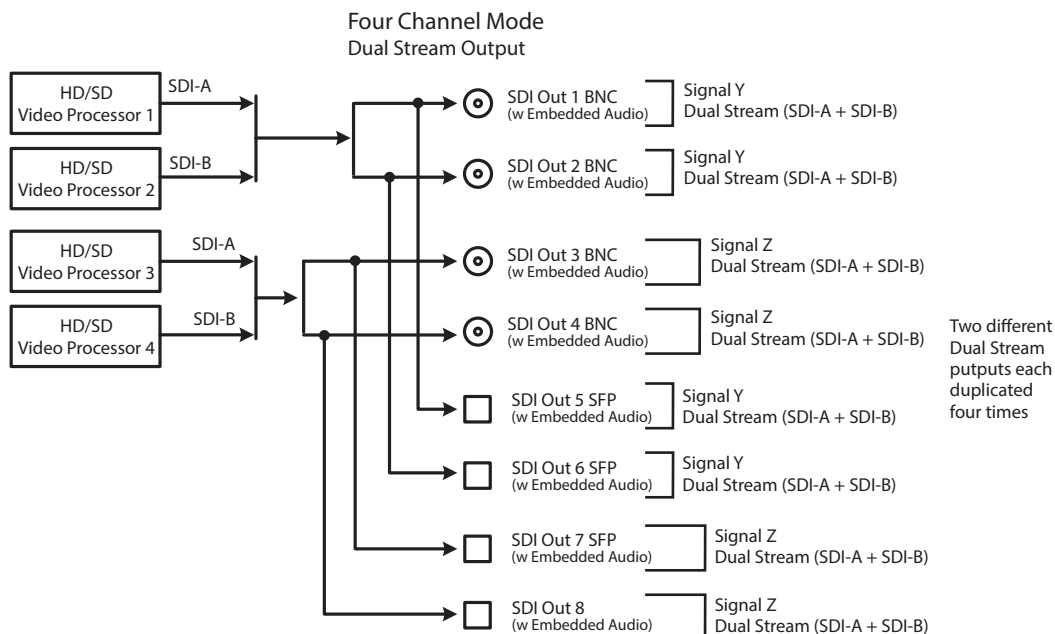 Four Channel Mode
Dual Stream Output
HD/SD
Video Processor 1
SDI-A
HD/SD
Video Processor 2
SDI-B
HD/SD
Video Processor 3
SDI-A
HD/SD
Video Processor 4
SDI-B
SDI Out 1 BNC
(w Embedded Audio)
Signal Y
Dual Stream (SDI-A + SDI-B)
SDI Out 2 BNC
(w Embedded Audio)
Signal Y
Dual Stream (SDI-A + SDI-B)
SDI Out 3 BNC
(w Embedded Audio)
Signal Z
Dual Stream (SDI-A + SDI-B)
SDI Out 4 BNC
(w Embedded Audio)
Signal Z
Dual Stream (SDI-A + SDI-B)
SDI Out 5 SFP
(w Embedded Audio)
Signal Y
Dual Stream (SDI-A + SDI-B)
SDI Out 6 SFP
(w Embedded Audio)
Signal Y
Dual Stream (SDI-A + SDI-B)
SDI Out 7 SFP
(w Embedded Audio)
Signal Z
Dual Stream (SDI-A + SDI-B)
SDI Out 8
(w Embedded Audio)
Signal Z
Dual Stream (SDI-A + SDI-B)
Two different
Dual Stream
putputs each
duplicated
four times